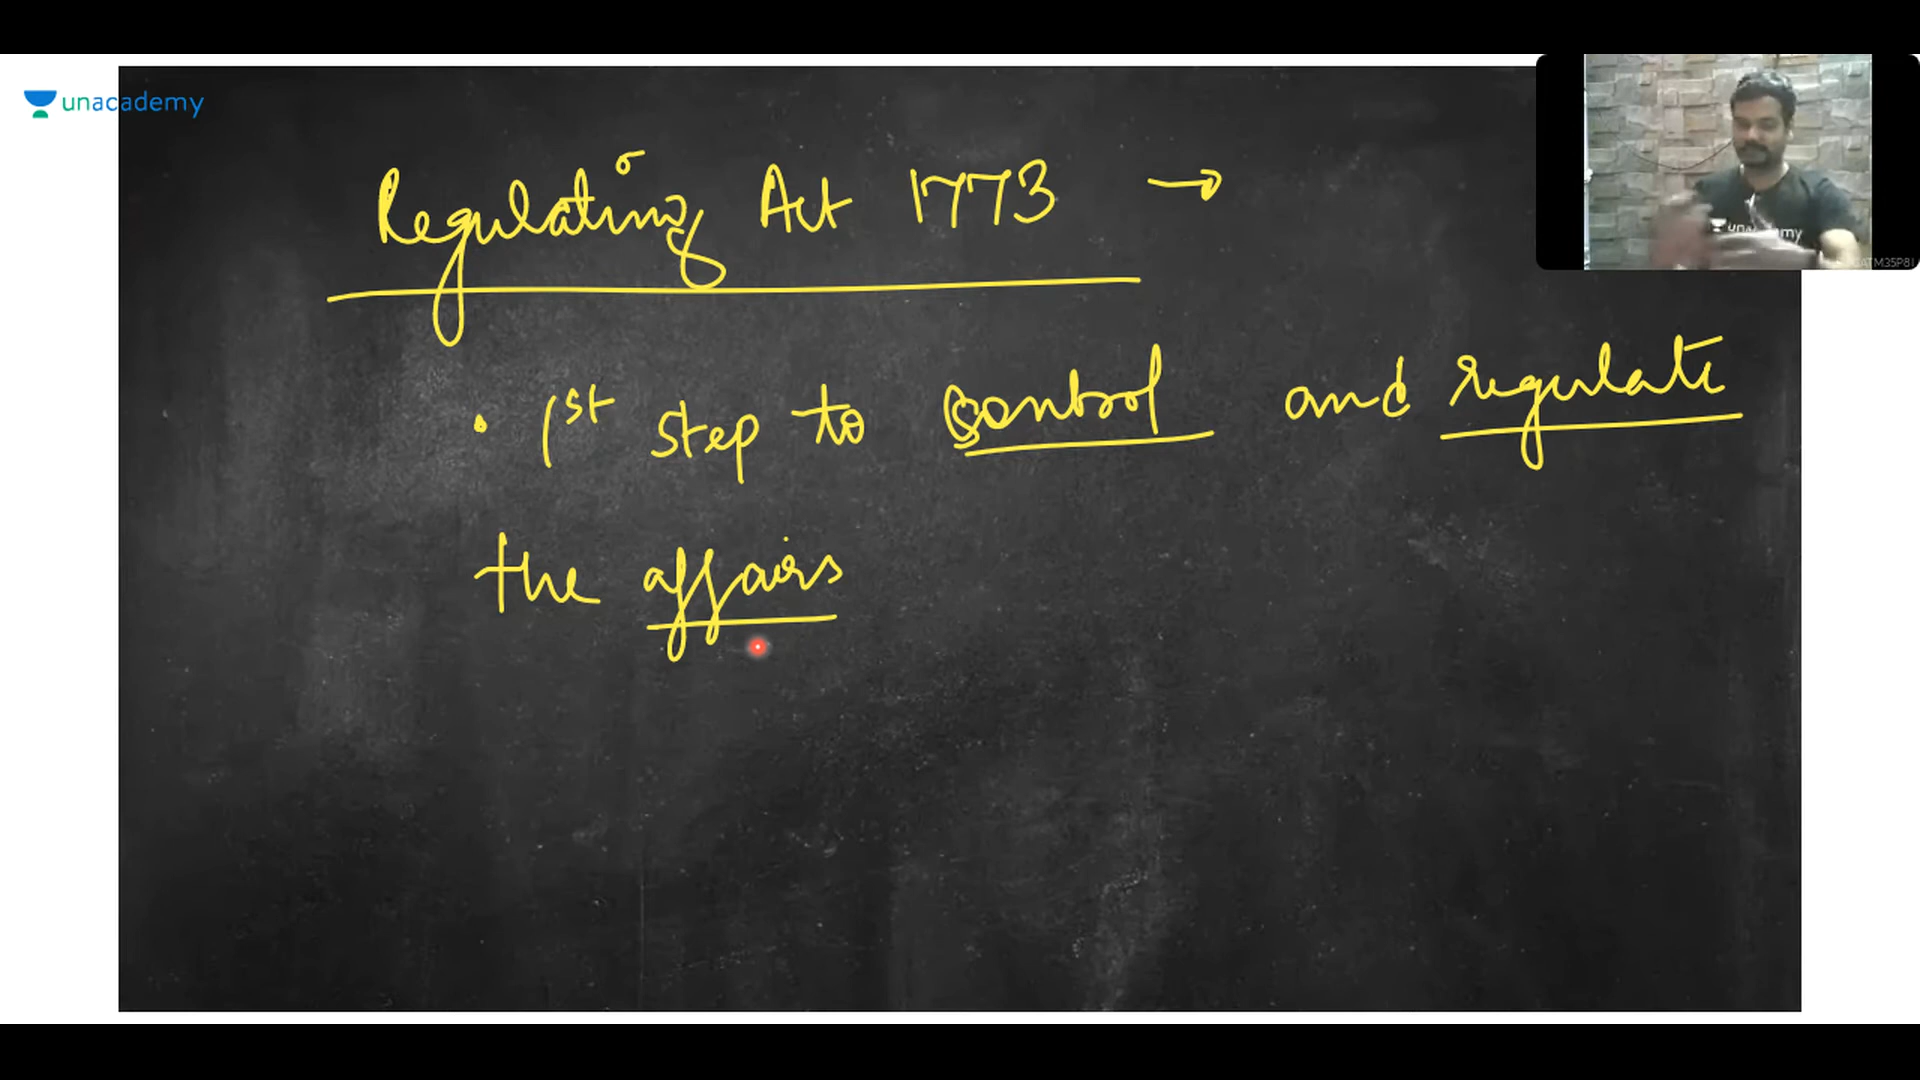 unacademy
Regulating Act 1773 →
• 1st step to control and regulate
the affairs